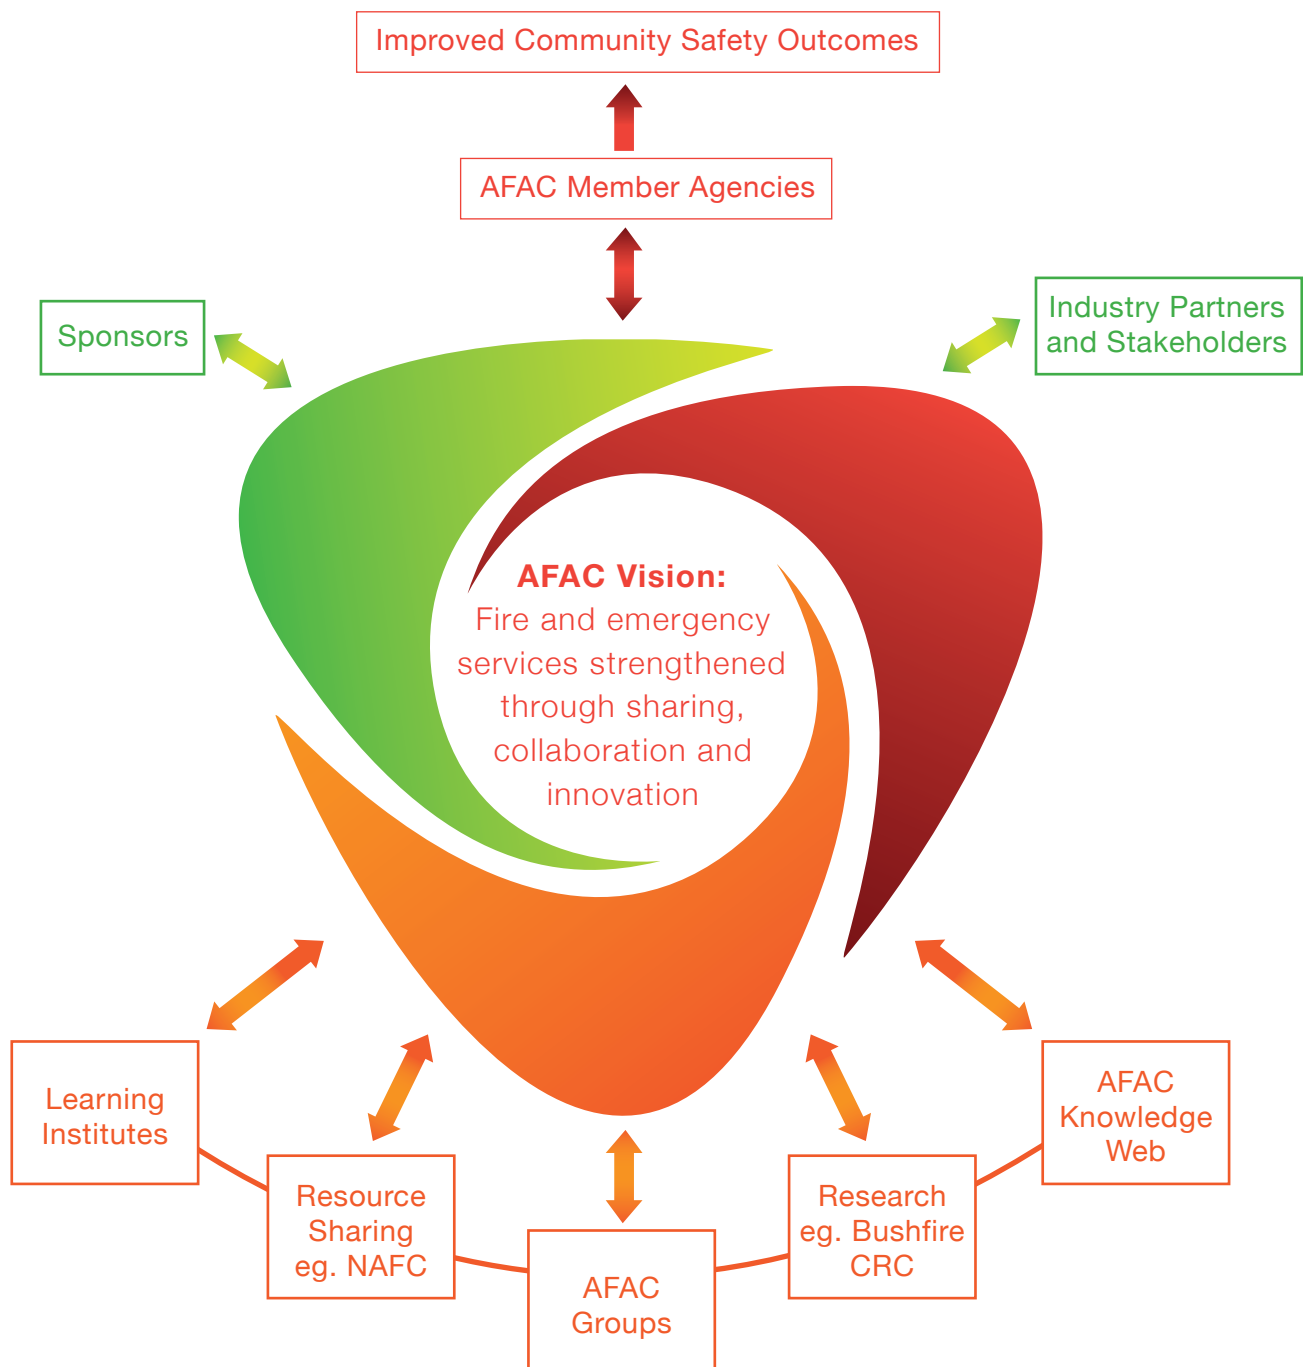 Improved Community Safety Outcomes
AFAC Member Agencies
Sponsors
Industry Partners
and Stakeholders
AFAC Vision:
Fire and emergency
services strengthened
through sharing,
collaboration and
innovation
Learning
Institutes
Resource
Sharing
eg. NAFC
AFAC
Groups
Research
eg. Bushfire
CRC
AFAC
Knowledge
Web